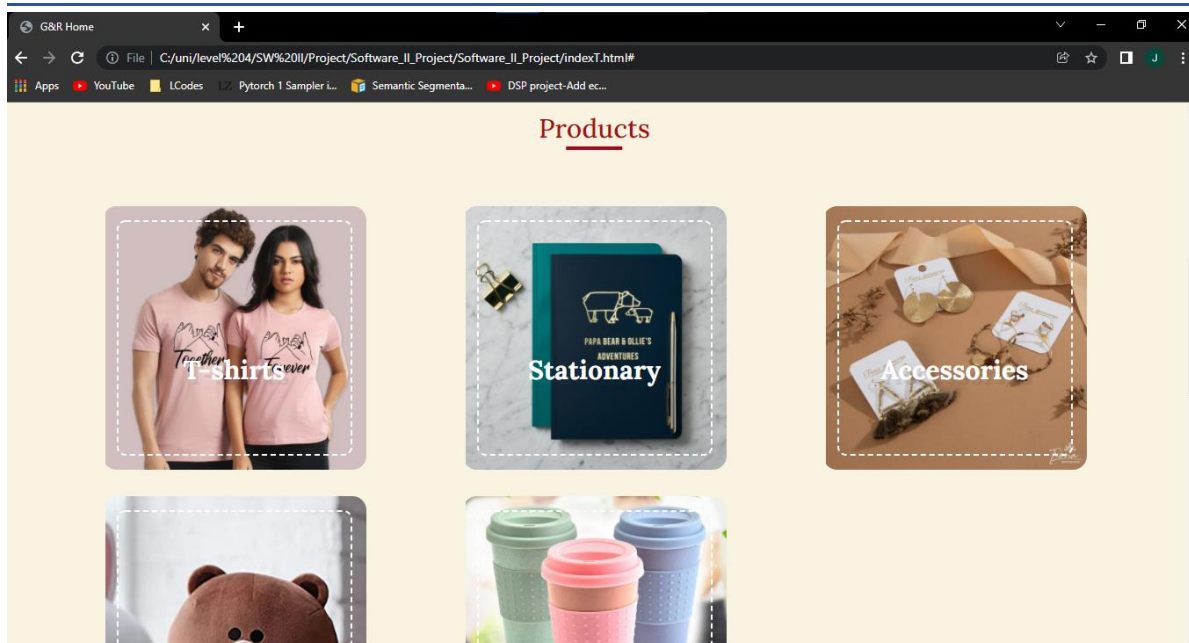 G&R Home
File C:/uni/level%204/SW%20II/Project/Software_II_Project/Software_II_Project/indexT.html#
J
Apps YouTube LCodes Pytorch 1 Sampler i... Semantic Segmenta... DSP project-Add ec...
Products
Together Forever
T-shirts
PAPA BEAR & OLLIE'S
ADVENTURES
Stationary
Accessories